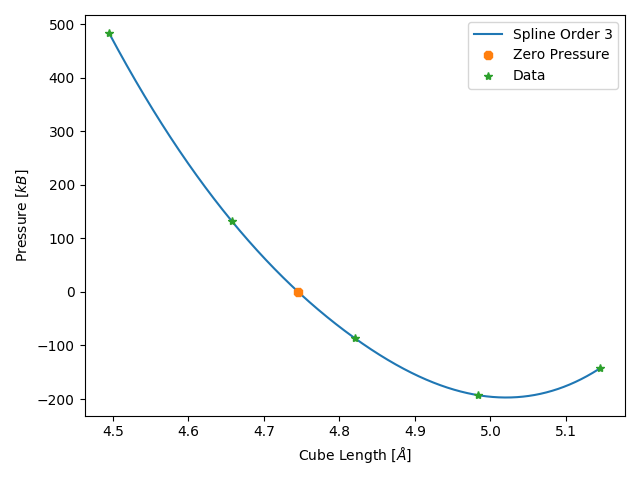 500
400
300
200
100
0
−100
−200
Pressure [kB]
4.5 4.6 4.7 4.8 4.9 5.0 5.1
Cube Length [Å]
Spline Order 3
Zero Pressure
Data